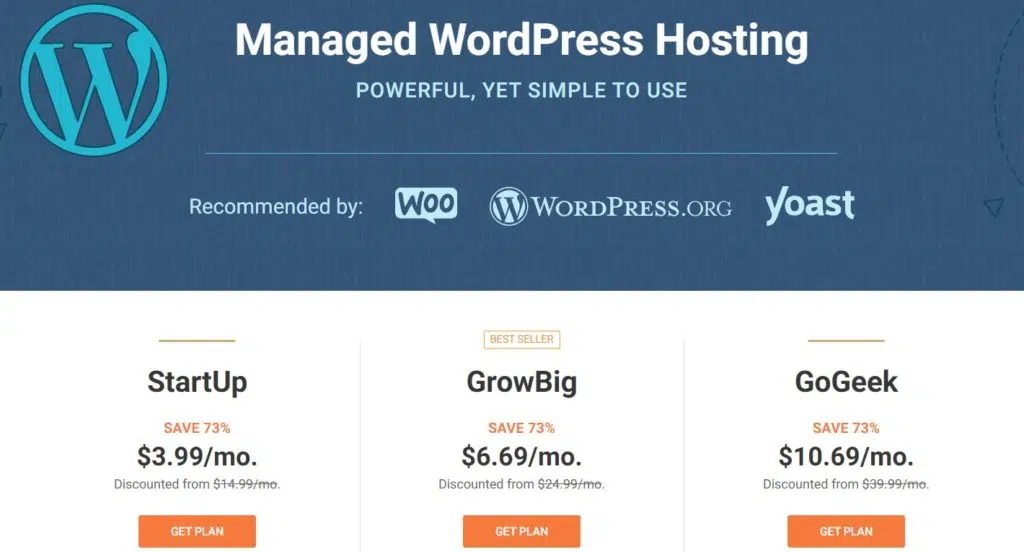 Managed WordPress Hosting
POWERFUL, YET SIMPLE TO USE
Recommended by:
WOO
WORDPRESS.ORG
yoast
StartUp
SAVE 73%
$3.99/mo.
Discounted from $14.99/mo.
GET PLAN
BEST SELLER
GrowBig
SAVE 73%
$6.69/mo.
Discounted from $24.99/mo.
GET PLAN
GoGeek
SAVE 73%
$10.69/mo.
Discounted from $39.99/mo.
GET PLAN